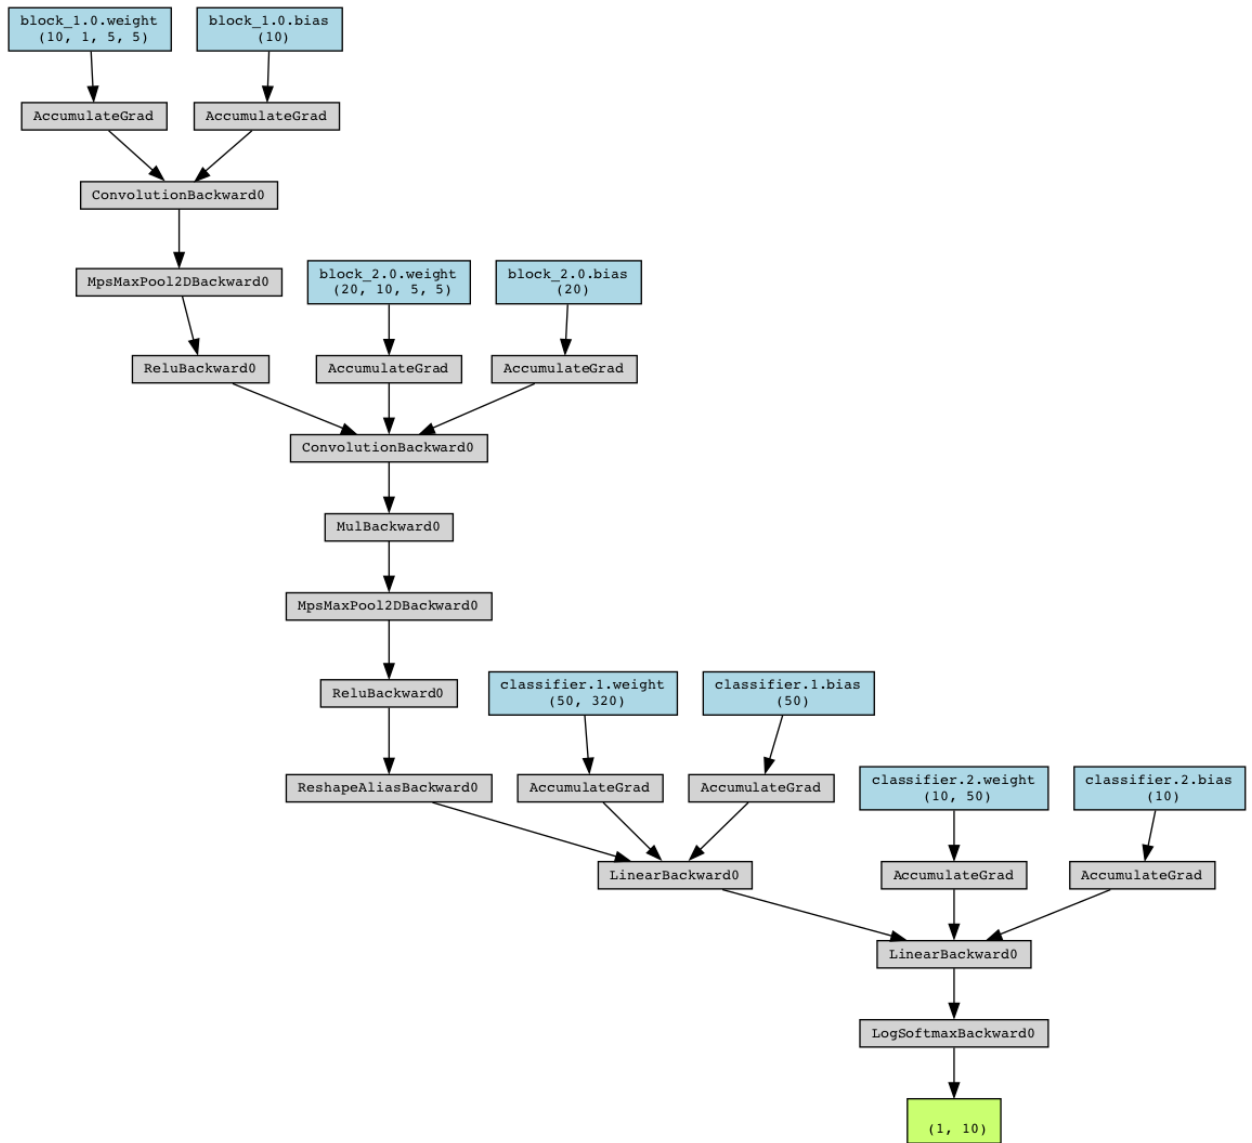 block_1.0.weight
(10, 1, 5, 5)
block_1.0.bias
(10)
AccumulateGrad
AccumulateGrad
ConvolutionBackward0
MpsMaxPool2DBackward0
block_2.0.weight
(20, 10, 5, 5)
block_2.0.bias
(20)
ReluBackward0
AccumulateGrad
AccumulateGrad
ConvolutionBackward0
MulBackward0
MpsMaxPool2DBackward0
ReluBackward0
classifier.1.weight
(50, 320)
classifier.1.bias
(50)
ReshapeAliasBackward0
AccumulateGrad
AccumulateGrad
classifier.2.weight
(10, 50)
classifier.2.bias
(10)
LinearBackward0
AccumulateGrad
AccumulateGrad
LinearBackward0
LogSoftmaxBackward0
(1, 10)